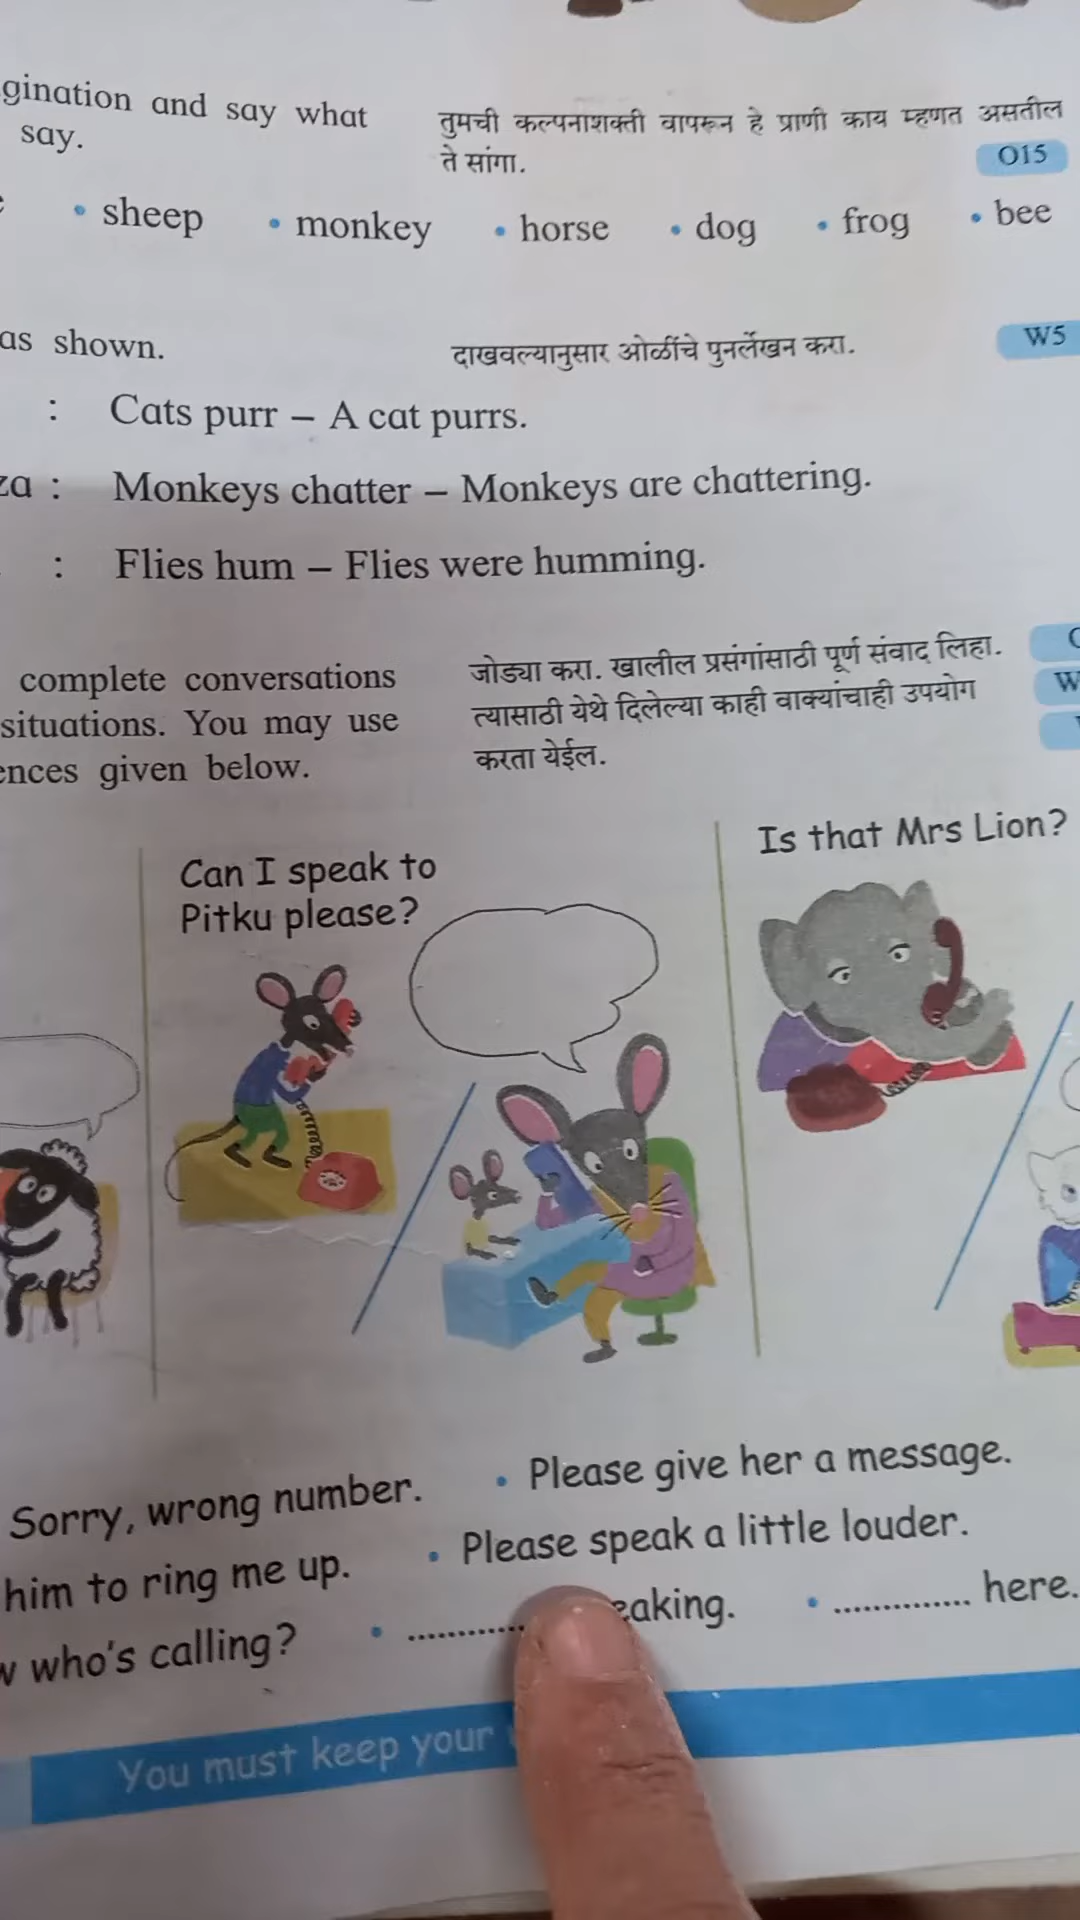 and say what
say.
तुमची कल्पनाशक्ती वापरून हे प्राणी काय म्हणत असतील
ते सांगा.
O15
• sheep • monkey • horse • dog • frog • bee
as shown.
दाखवल्यानुसार ओळींचे पुनर्लेखन करा.
W5
: Cats purr – A cat purrs.
: Monkeys chatter – Monkeys are chattering.
: Flies hum – Flies were humming.
complete conversations
situations. You may use
given below.
जोड्या करा. खालील प्रसंगांसाठी पूर्ण संवाद लिहा.
त्यासाठी येथे दिलेल्या काही वाक्यांचाही उपयोग
करता येईल.
Can I speak to
Pitku please?
Is that Mrs Lion?
Sorry, wrong number. • Please give her a message.
him to ring me up. • Please speak a little louder.
who's calling? • ............ • .............. here.
You must keep your